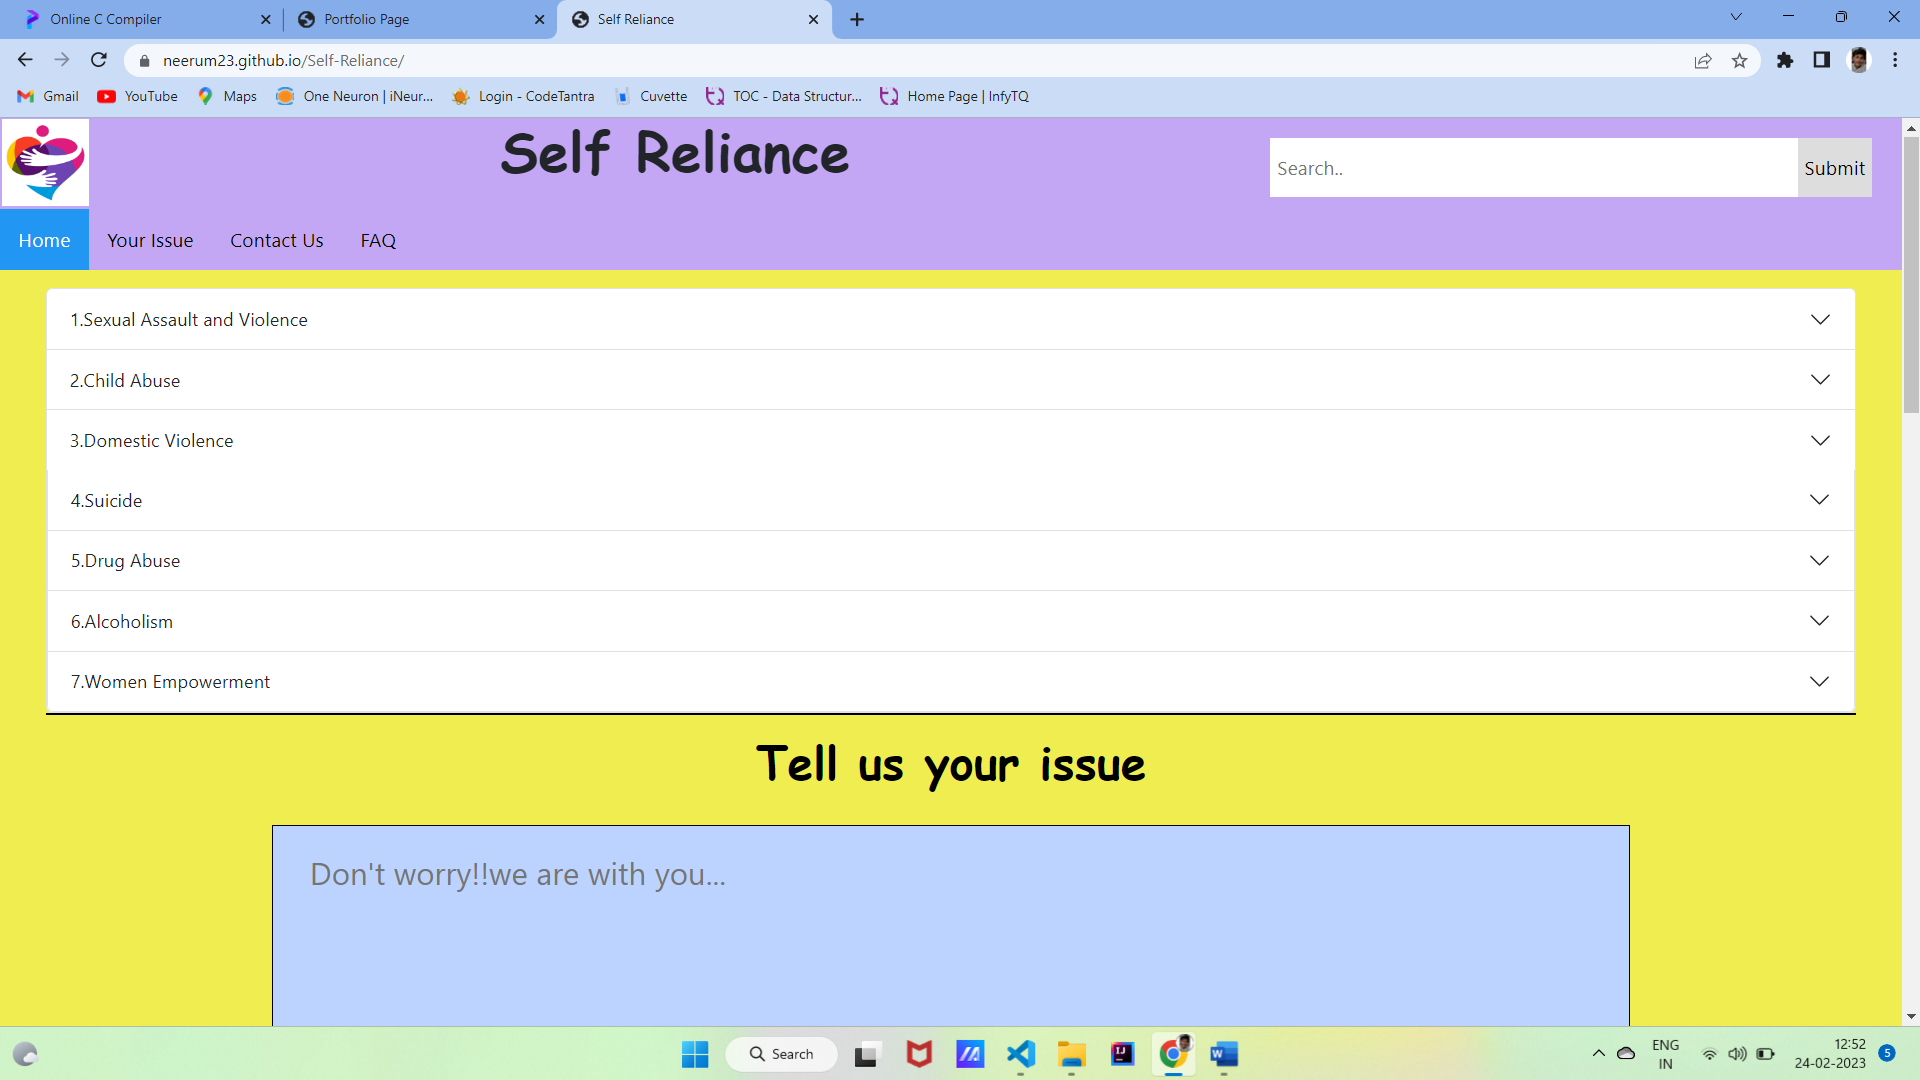 Online C Compiler
Portfolio Page
Self Reliance
neerum23.github.io/Self-Reliance/
Gmail
YouTube
Maps
One Neuron | iNeur...
Login - CodeTantra
Cuvette
TOC - Data Structur...
Home Page | InfyTQ
Self Reliance
Search..
Submit
Home
Your Issue
Contact Us
FAQ
1.Sexual Assault and Violence
2.Child Abuse
3.Domestic Violence
4.Suicide
5.Drug Abuse
6.Alcoholism
7.Women Empowerment
Tell us your issue
Don't worry!!we are with you...
Search
ENG
IN
12:52
24-02-2023
5